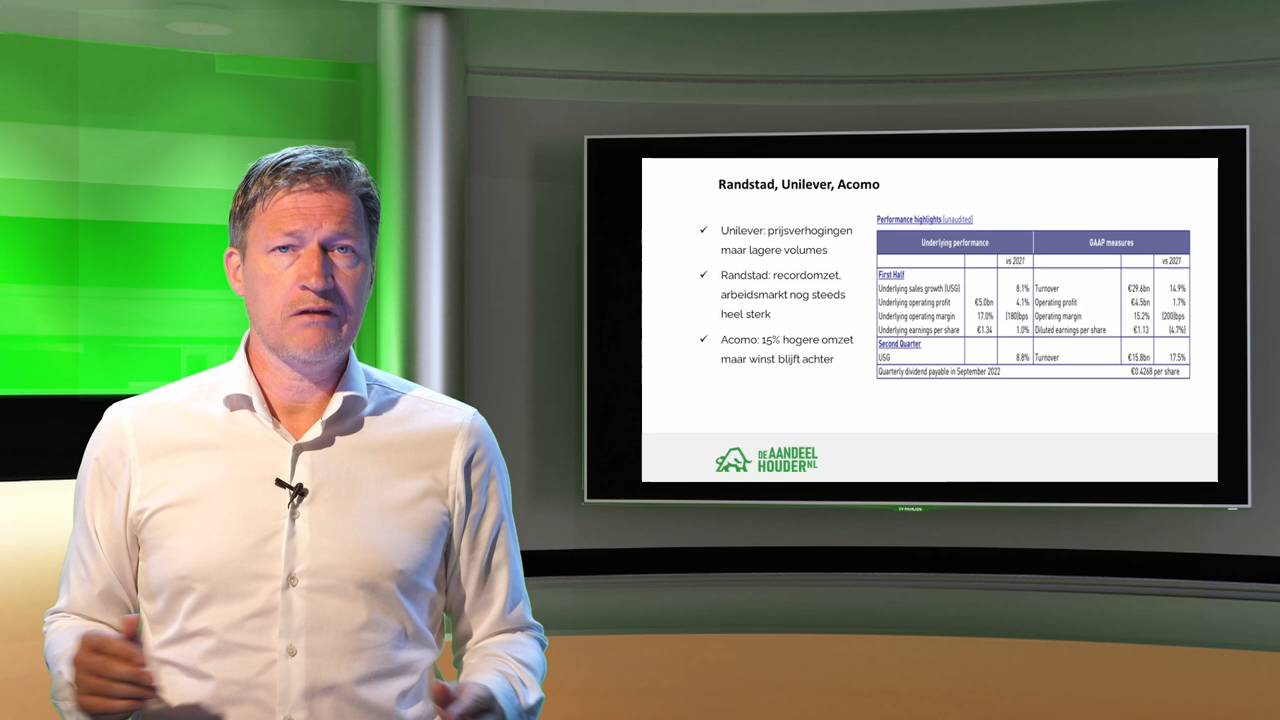 Randstad, Unilever, Acomo
✓ Unilever: prijsverhogingen
maar lagere volumes
✓ Randstad: recordomzet,
arbeidsmarkt nog steeds
heel sterk
✓ Acomo: 15% hogere omzet
maar winst blijft achter
Performance highlights (unaudited)
Underlying performance GAAP measures
vs 2021 vs 2021
First Half
Underlying sales growth (USG) 8.1% Turnover €29.6bn 14.9%
Underlying operating profit €5.0bn 4.1% Operating profit €4.5bn 1.7%
Underlying operating margin 17.0% (180)bps Operating margin 15.2% (200)bps
Underlying earnings per share €1.34 1.0% Diluted earnings per share €1.13 (4.7%)
Second Quarter
USG 8.8% Turnover €15.8bn 17.5%
Quarterly dividend payable in September 2022 €0.4268 per share
DE AANDEEL
HOUDER NL
TV PAVILION